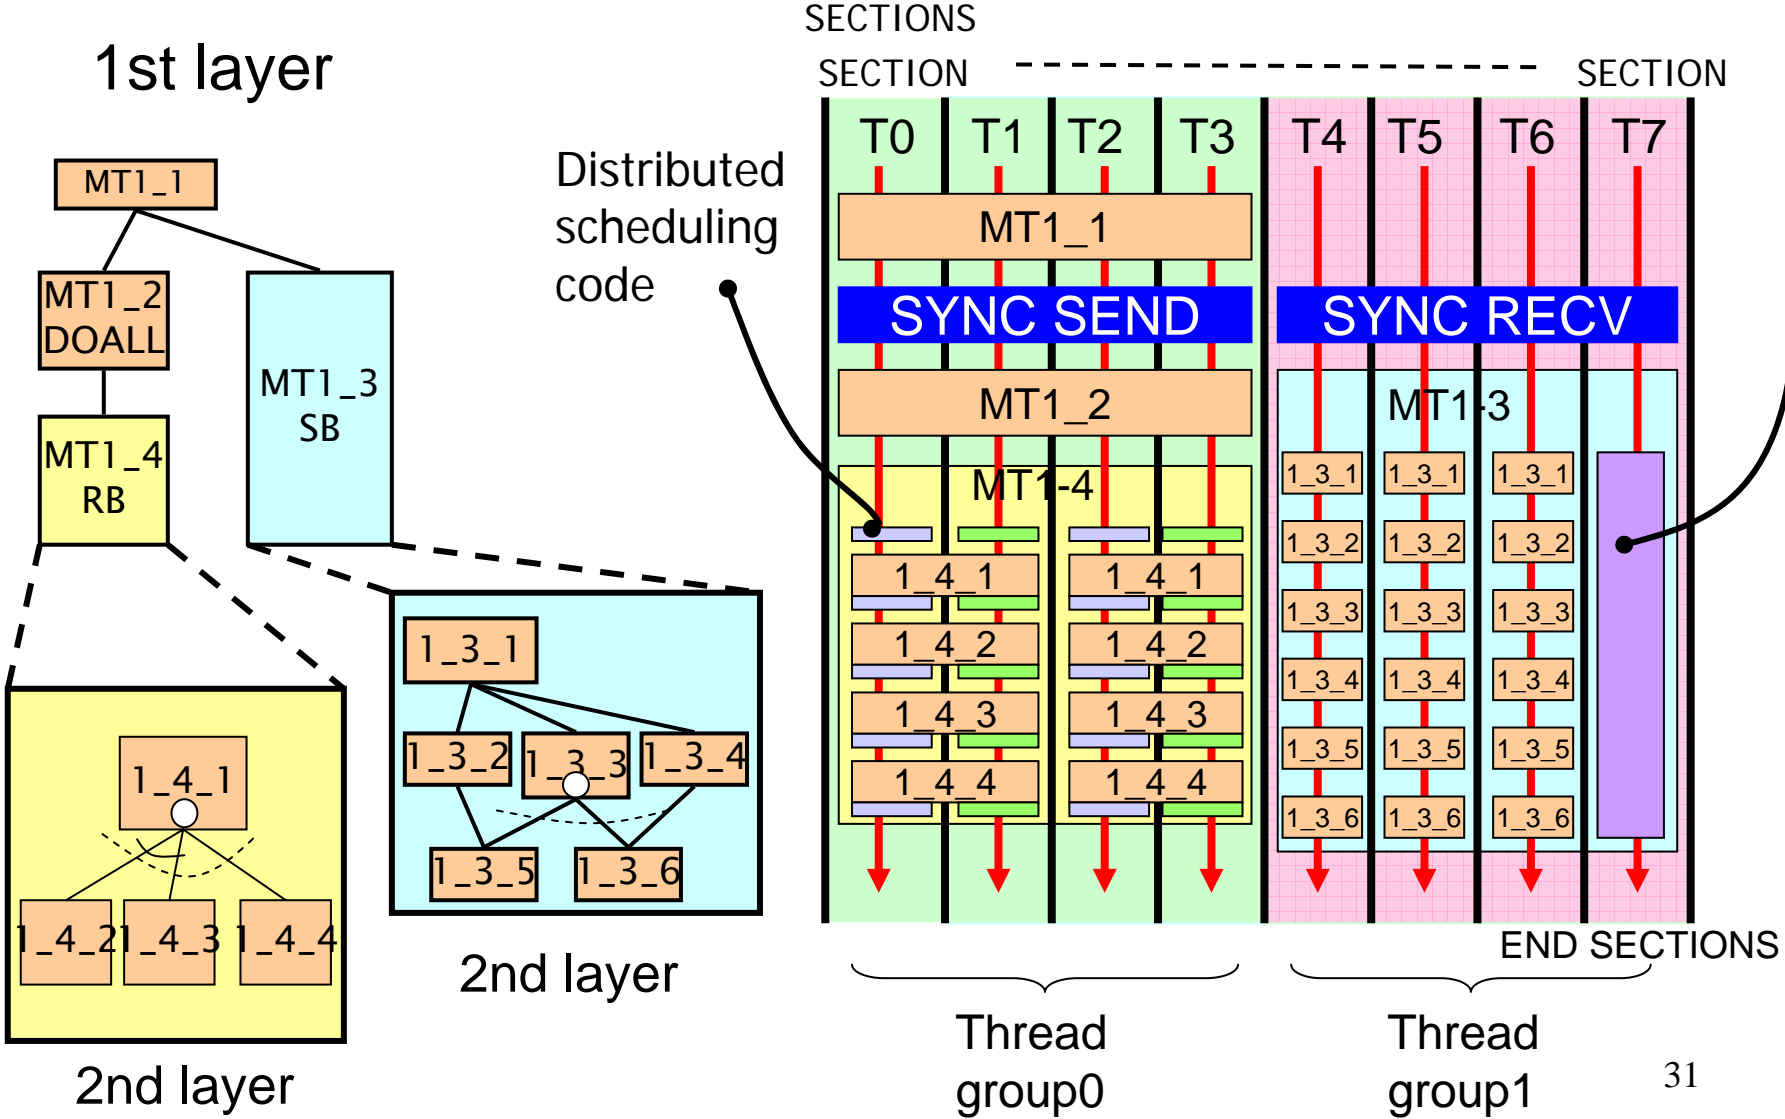 1st layer
MT1_1
MT1_2
DOALL
MT1_3
SB
MT1_4
RB
1_4_1
1_4_2
1_4_3
1_4_4
2nd layer
1_3_1
1_3_2
1_3_3
1_3_4
1_3_5
1_3_6
2nd layer
SECTIONS
SECTION
SECTION
Distributed
scheduling
code
T0 T1 T2 T3 T4 T5 T6 T7
MT1_1
SYNC SEND
SYNC RECV
MT1_2
MT1-3
MT1-4
1_4_1 1_4_1
1_4_2 1_4_2
1_4_3 1_4_3
1_4_4 1_4_4
1_3_1 1_3_1 1_3_1
1_3_2 1_3_2 1_3_2
1_3_3 1_3_3 1_3_3
1_3_4 1_3_4 1_3_4
1_3_5 1_3_5 1_3_5
1_3_6 1_3_6 1_3_6
END SECTIONS
Thread
group0
Thread
group1
31